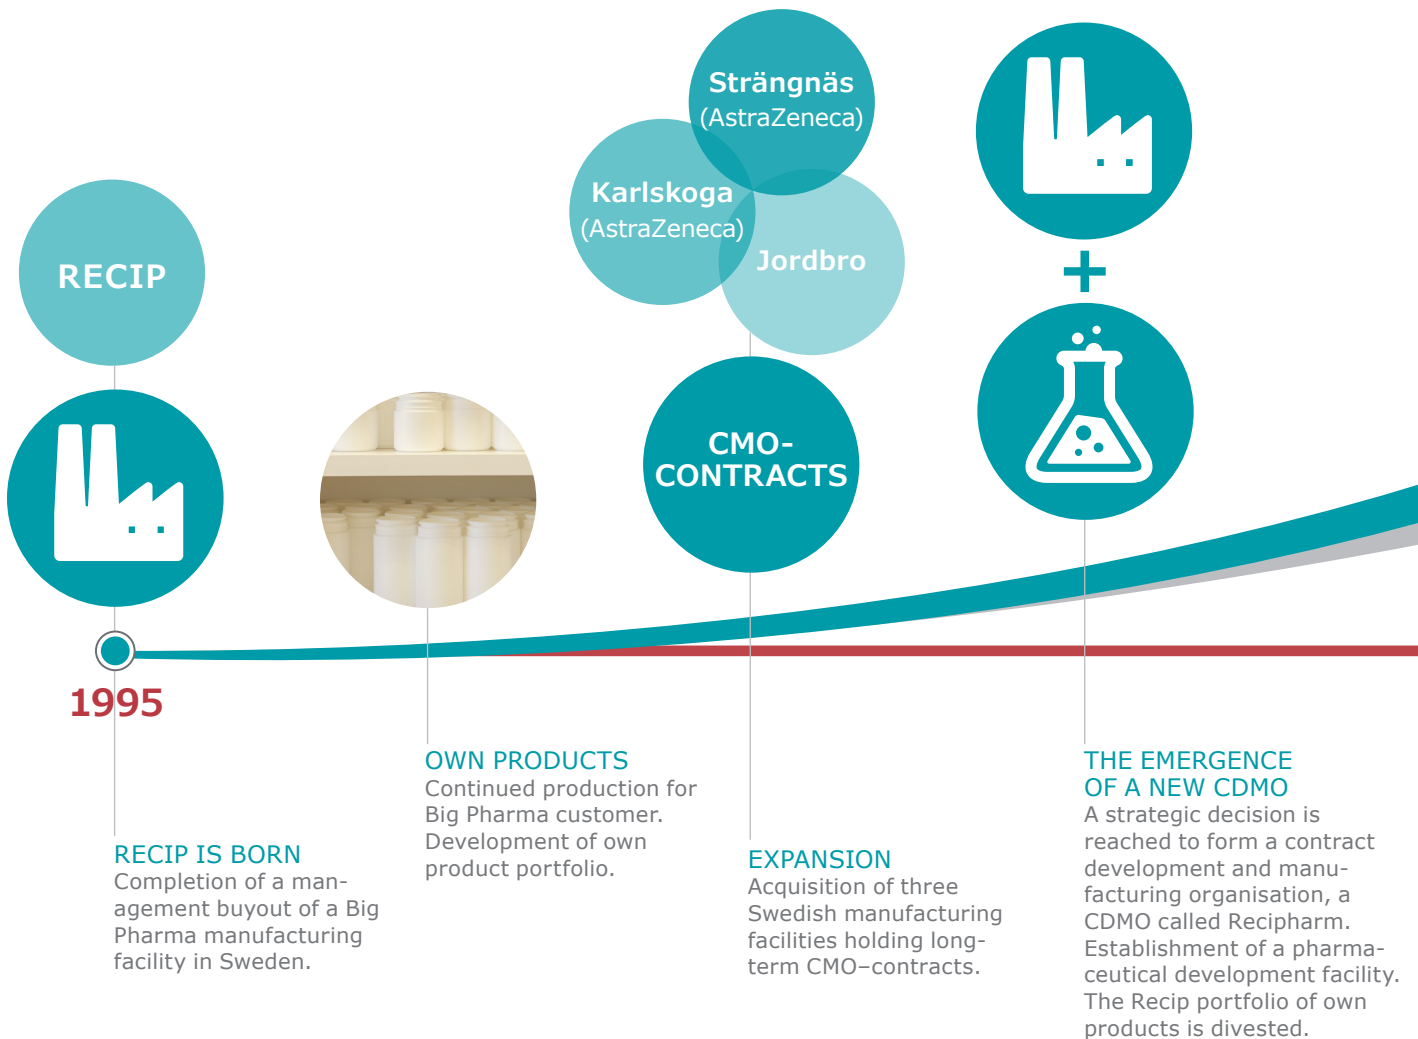 RECIP
1995
RECIP IS BORN
Completion of a man-
agement buyout of a Big
Pharma manufacturing
facility in Sweden.
OWN PRODUCTS
Continued production for
Big Pharma customer.
Development of own
product portfolio.
Strängnäs
(AstraZeneca)
Karlskoga
(AstraZeneca)
Jordbro
CMO-
CONTRACTS
EXPANSION
Acquisition of three
Swedish manufacturing
facilities holding long-
term CMO–contracts.
+
THE EMERGENCE
OF A NEW CDMO
A strategic decision is
reached to form a contract
development and manu-
facturing organisation, a
CDMO called Recipharm.
Establishment of a pharma-
ceutical development facility.
The Recip portfolio of own
products is divested.